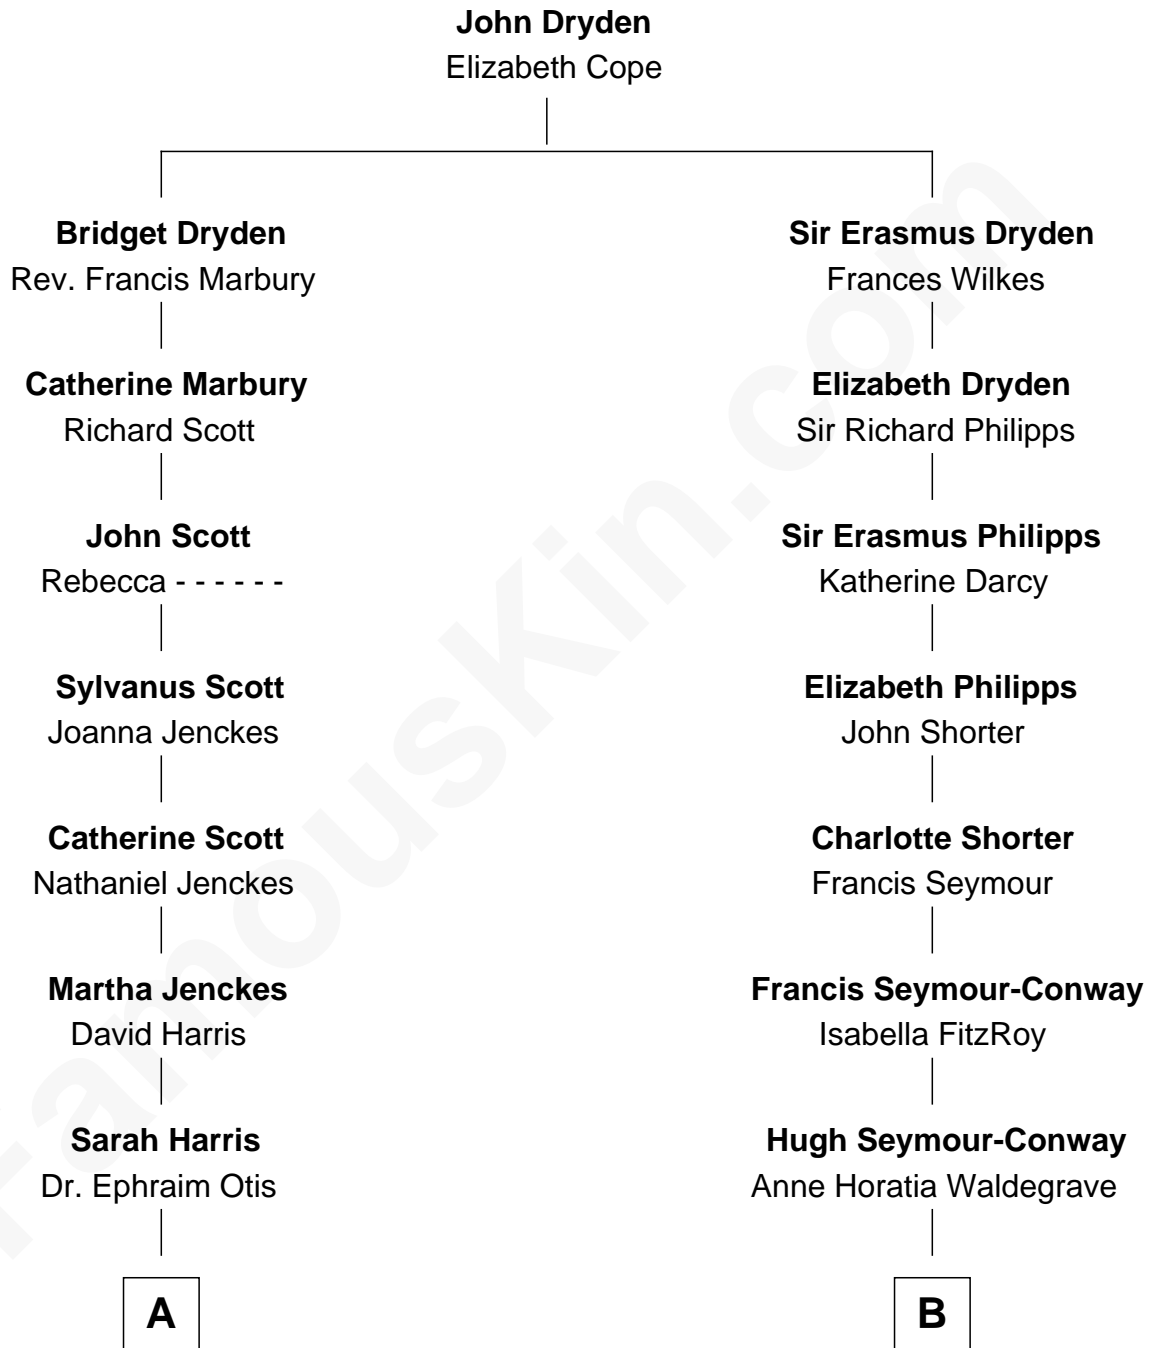 John Dryden
Elizabeth Cope
Bridget Dryden
Rev. Francis Marbury
Sir Erasmus Dryden
Frances Wilkes
Catherine Marbury
Richard Scott
Elizabeth Dryden
Sir Richard Philipps
John Scott
Rebecca - - - - - -
Sir Erasmus Philipps
Katherine Darcy
Sylvanus Scott
Joanna Jenckes
Elizabeth Philipps
John Shorter
Catherine Scott
Nathaniel Jenckes
Charlotte Shorter
Francis Seymour
Martha Jenckes
David Harris
Francis Seymour-Conway
Isabella FitzRoy
Sarah Harris
Dr. Ephraim Otis
Hugh Seymour-Conway
Anne Horatia Waldegrave
A
B
FamousKin.com